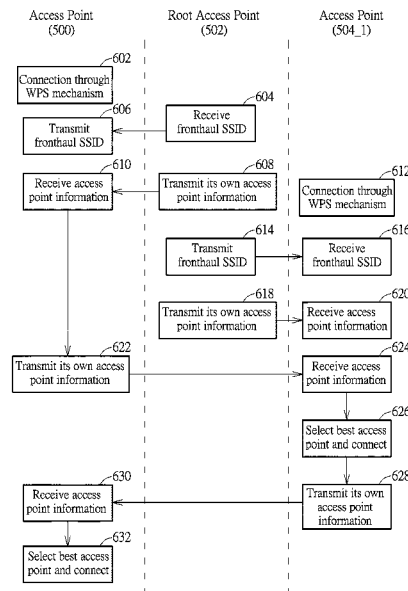 Access Point
(500)
Root Access Point
(502)
Access Point
(504_1)
602
Connection through
WPS mechanism
604
Receive
fronthaul SSID
606
Transmit
fronthaul SSID
608
Transmit its own access
point information
610
Receive access
point information
612
Connection through
WPS mechanism
614
Transmit
fronthaul SSID
616
Receive
fronthaul SSID
618
Transmit its own access
point information
620
Receive access
point information
622
Transmit its own access
point information
624
Receive access
point information
626
Select best access
point and connect
628
Transmit its own
access point
information
630
Receive access
point information
632
Select best access
point and connect